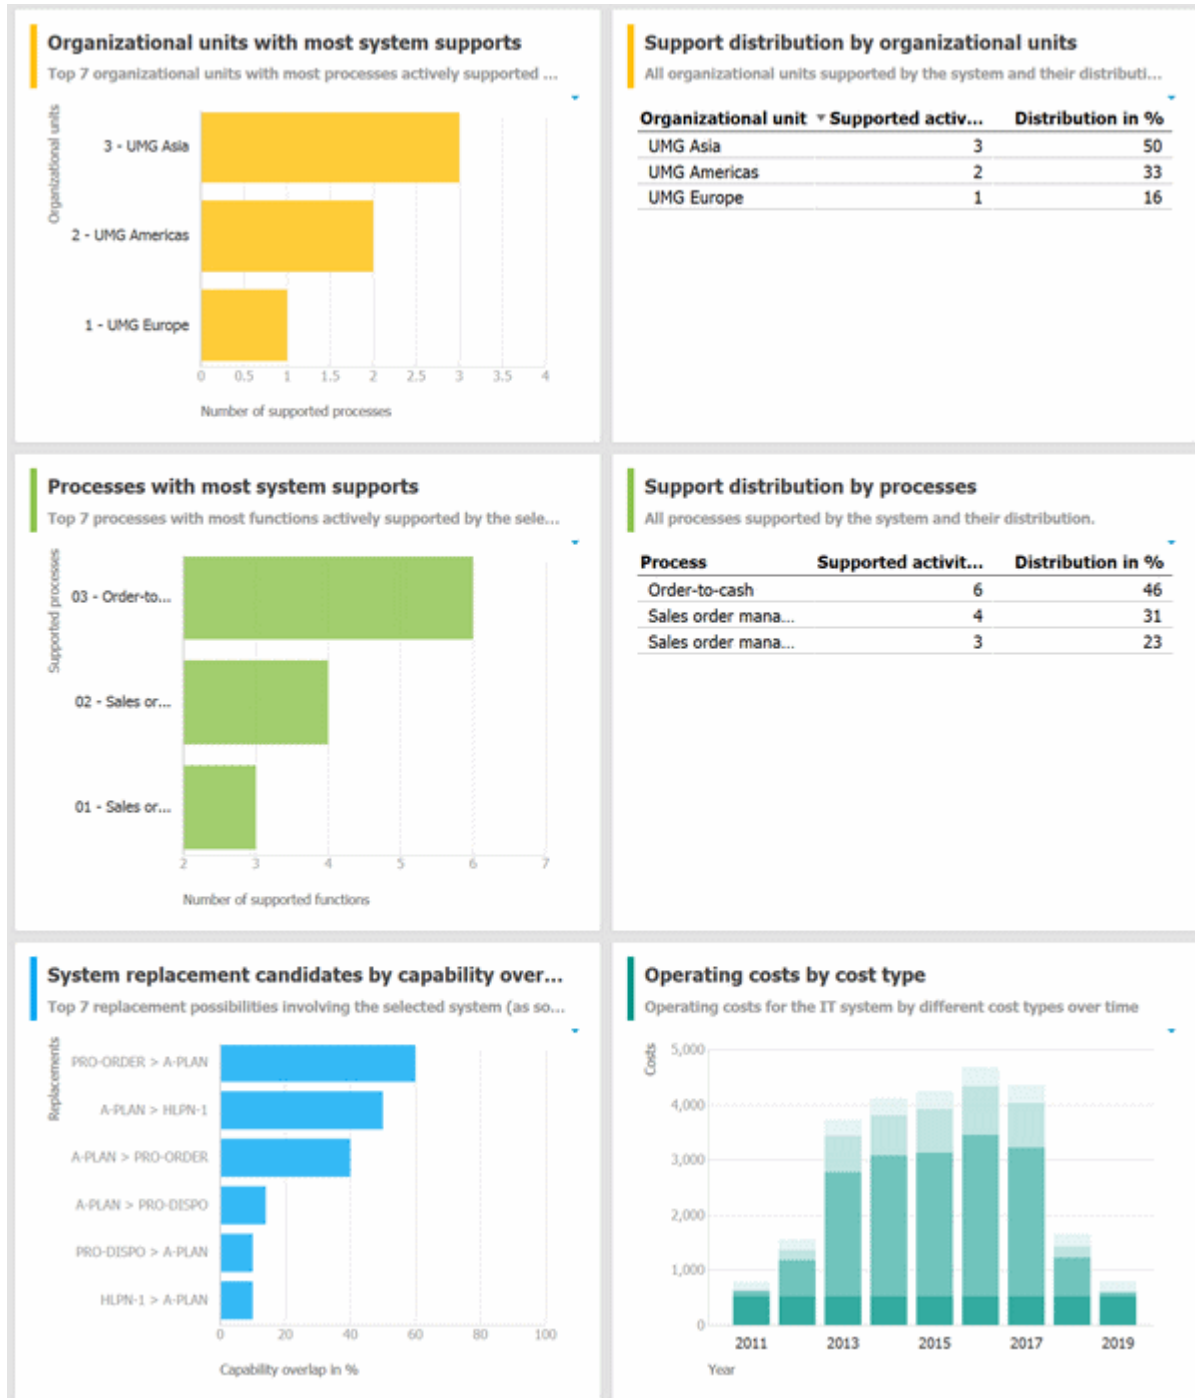 Organizational units with most system supports
Top 7 organizational units with most processes actively supported ...
Organizational units
3 - UMG Asia
2 - UMG Americas
1 - UMG Europe
0 0.5 1 1.5 2 2.5 3 3.5 4
Number of supported processes
Support distribution by organizational units
All organizational units supported by the system and their distributi...
Organizational unit Supported activ... Distribution in %
UMG Asia 3 50
UMG Americas 2 33
UMG Europe 1 16
Processes with most system supports
Top 7 processes with most functions actively supported by the sele...
Supported processes
03 - Order-to...
02 - Sales or...
01 - Sales or...
2 3 4 5 6 7
Number of supported functions
Support distribution by processes
All processes supported by the system and their distribution.
Process Supported activit... Distribution in %
Order-to-cash 6 46
Sales order mana... 4 31
Sales order mana... 3 23
System replacement candidates by capability over...
Top 7 replacement possibilities involving the selected system (as so...
Replacements
PRO-ORDER > A-PLAN
A-PLAN > HLPN-1
A-PLAN > PRO-ORDER
A-PLAN > PRO-DISPO
PRO-DISPO > A-PLAN
HLPN-1 > A-PLAN
0 20 40 60 80 100
Capability overlap in %
Operating costs by cost type
Operating costs for the IT system by different cost types over time
Costs
5,000
4,000
3,000
2,000
1,000
0
2011 2013 2015 2017 2019
Year